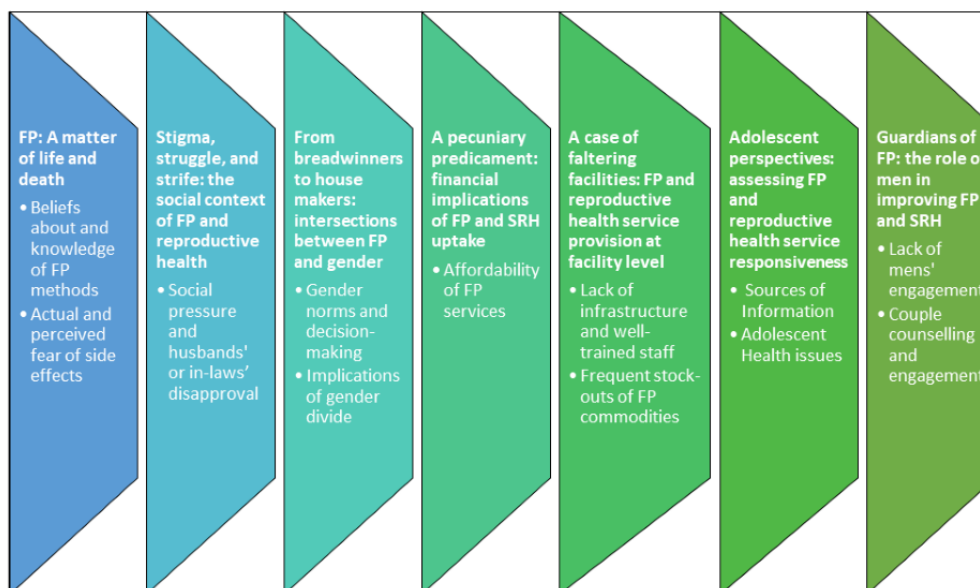 FP: A matter
of life and
death
• Beliefs
about and
knowledge
of FP
methods
• Actual and
perceived
fear of side
effects
Stigma,
struggle, and
strife: the
social context
of FP and
reproductive
health
• Social
pressure
and
husbands'
or in-laws’
disapproval
From
breadwinners
to house
makers:
intersections
between FP
and gender
• Gender
norms and
decision-
making
• Implications
of gender
divide
A pecuniary
predicament:
financial
implications
of FP and SRH
uptake
• Affordability
of FP
services
A case of
faltering
facilities: FP and
reproductive
health service
provision at
facility level
• Lack of
infrastructure
and well-
trained staff
• Frequent stock-
outs of FP
commodities
Adolescent
perspectives:
assessing FP
and
reproductive
health service
responsiveness
• Sources of
Information
• Adolescent
Health issues
Guardians of
FP: the role o
men in
improving FP
and SRH
• Lack of
mens'
engagement
• Couple
counselling
and
engagement